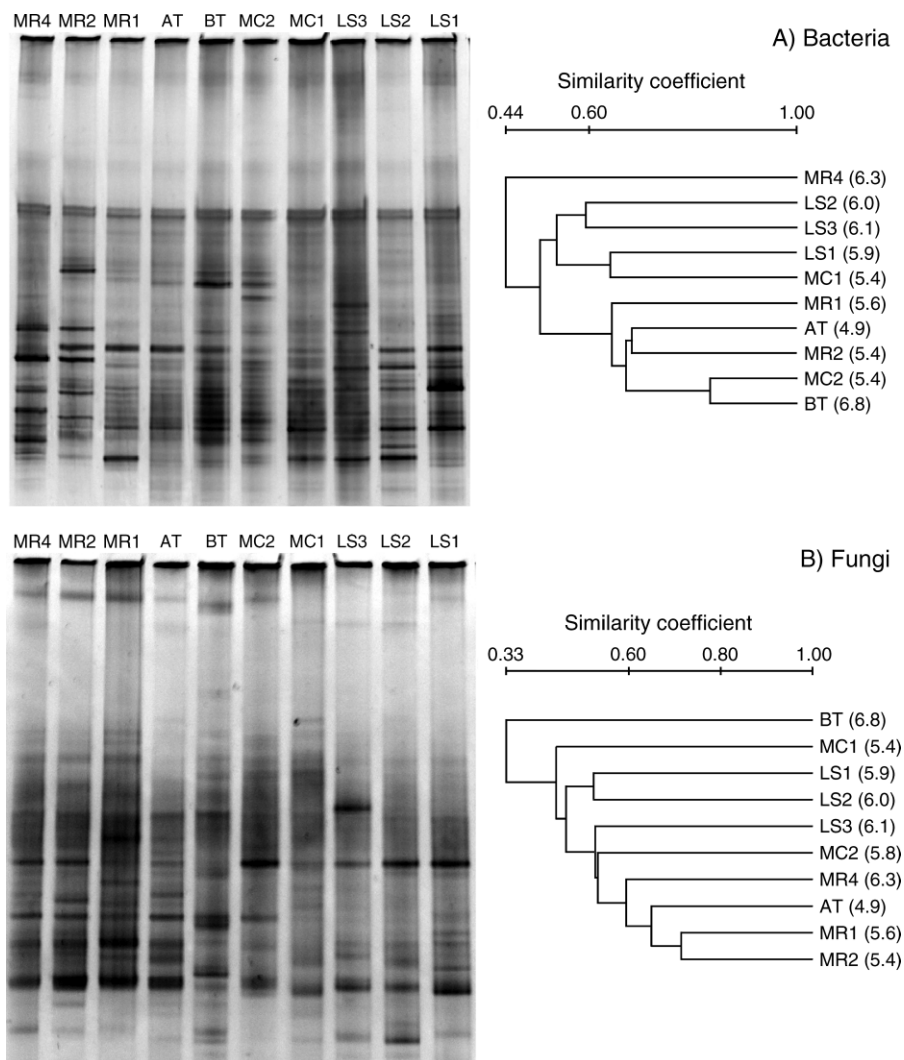 MR4 MR2 MR1 AT BT MC2 MC1 LS3 LS2 LS1
A) Bacteria
Similarity coefficient
0.44 0.60 1.00
MR4 (6.3)
LS2 (6.0)
LS3 (6.1)
LS1 (5.9)
MC1 (5.4)
MR1 (5.6)
AT (4.9)
MR2 (5.4)
MC2 (5.4)
BT (6.8)
MR4 MR2 MR1 AT BT MC2 MC1 LS3 LS2 LS1
B) Fungi
Similarity coefficient
0.33 0.60 0.80 1.00
BT (6.8)
MC1 (5.4)
LS1 (5.9)
LS2 (6.0)
LS3 (6.1)
MC2 (5.8)
MR4 (6.3)
AT (4.9)
MR1 (5.6)
MR2 (5.4)